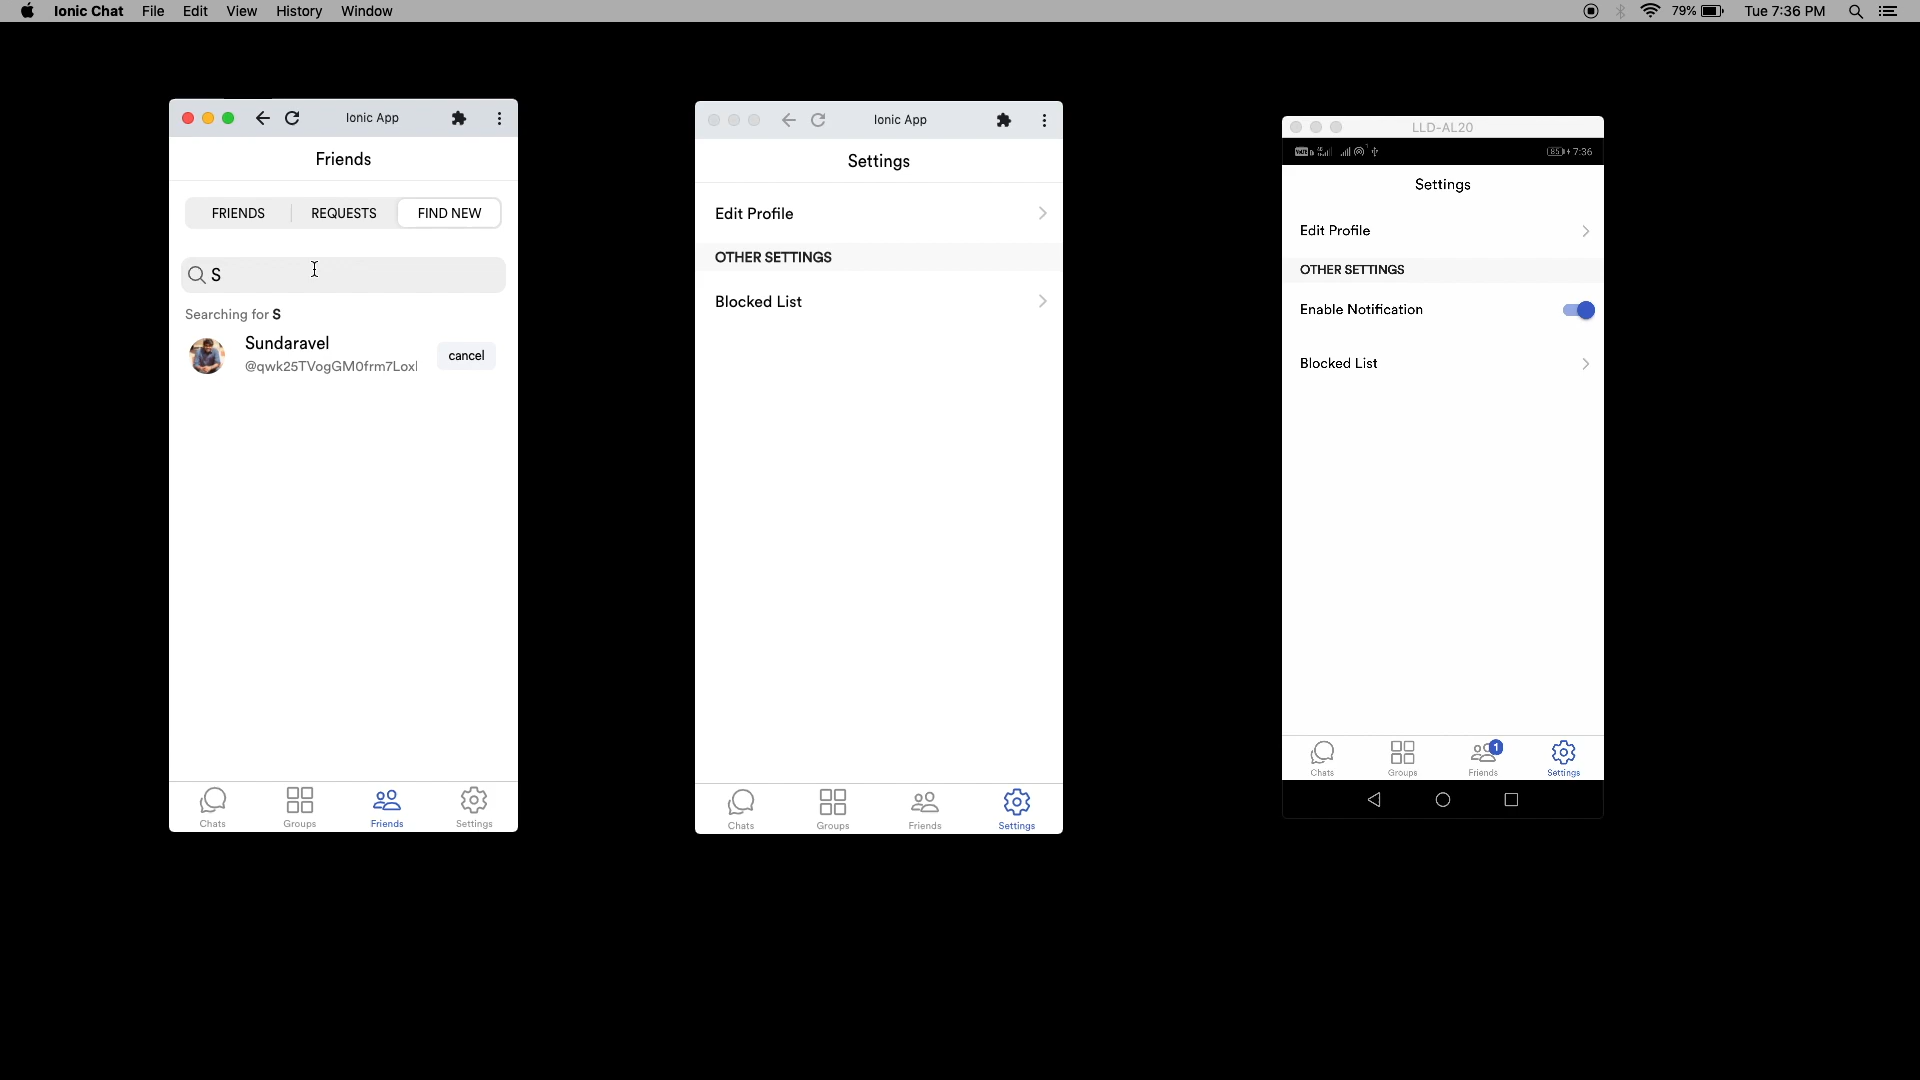 Ionic Chat File Edit View History Window 79% Tue 7:36 PM
Ionic App
Friends
FRIENDS REQUESTS FIND NEW
S
Searching for S
Sundaravel
@qwk25TVogGM0frm7Loxl
cancel
Chats Groups Friends Settings
Ionic App
Settings
Edit Profile
OTHER SETTINGS
Blocked List
Chats Groups Friends Settings
LLD-AL20
85 7:36
Settings
Edit Profile
OTHER SETTINGS
Enable Notification
Blocked List
1
Chats Groups Friends Settings